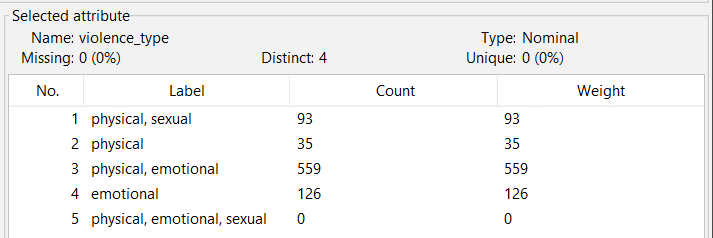 Selected attribute
Name: violence_type Type: Nominal
Missing: 0 (0%) Distinct: 4 Unique: 0 (0%)
No. Label Count Weight
1 physical, sexual 93 93
2 physical 35 35
3 physical, emotional 559 559
4 emotional 126 126
5 physical, emotional, sexual 0 0